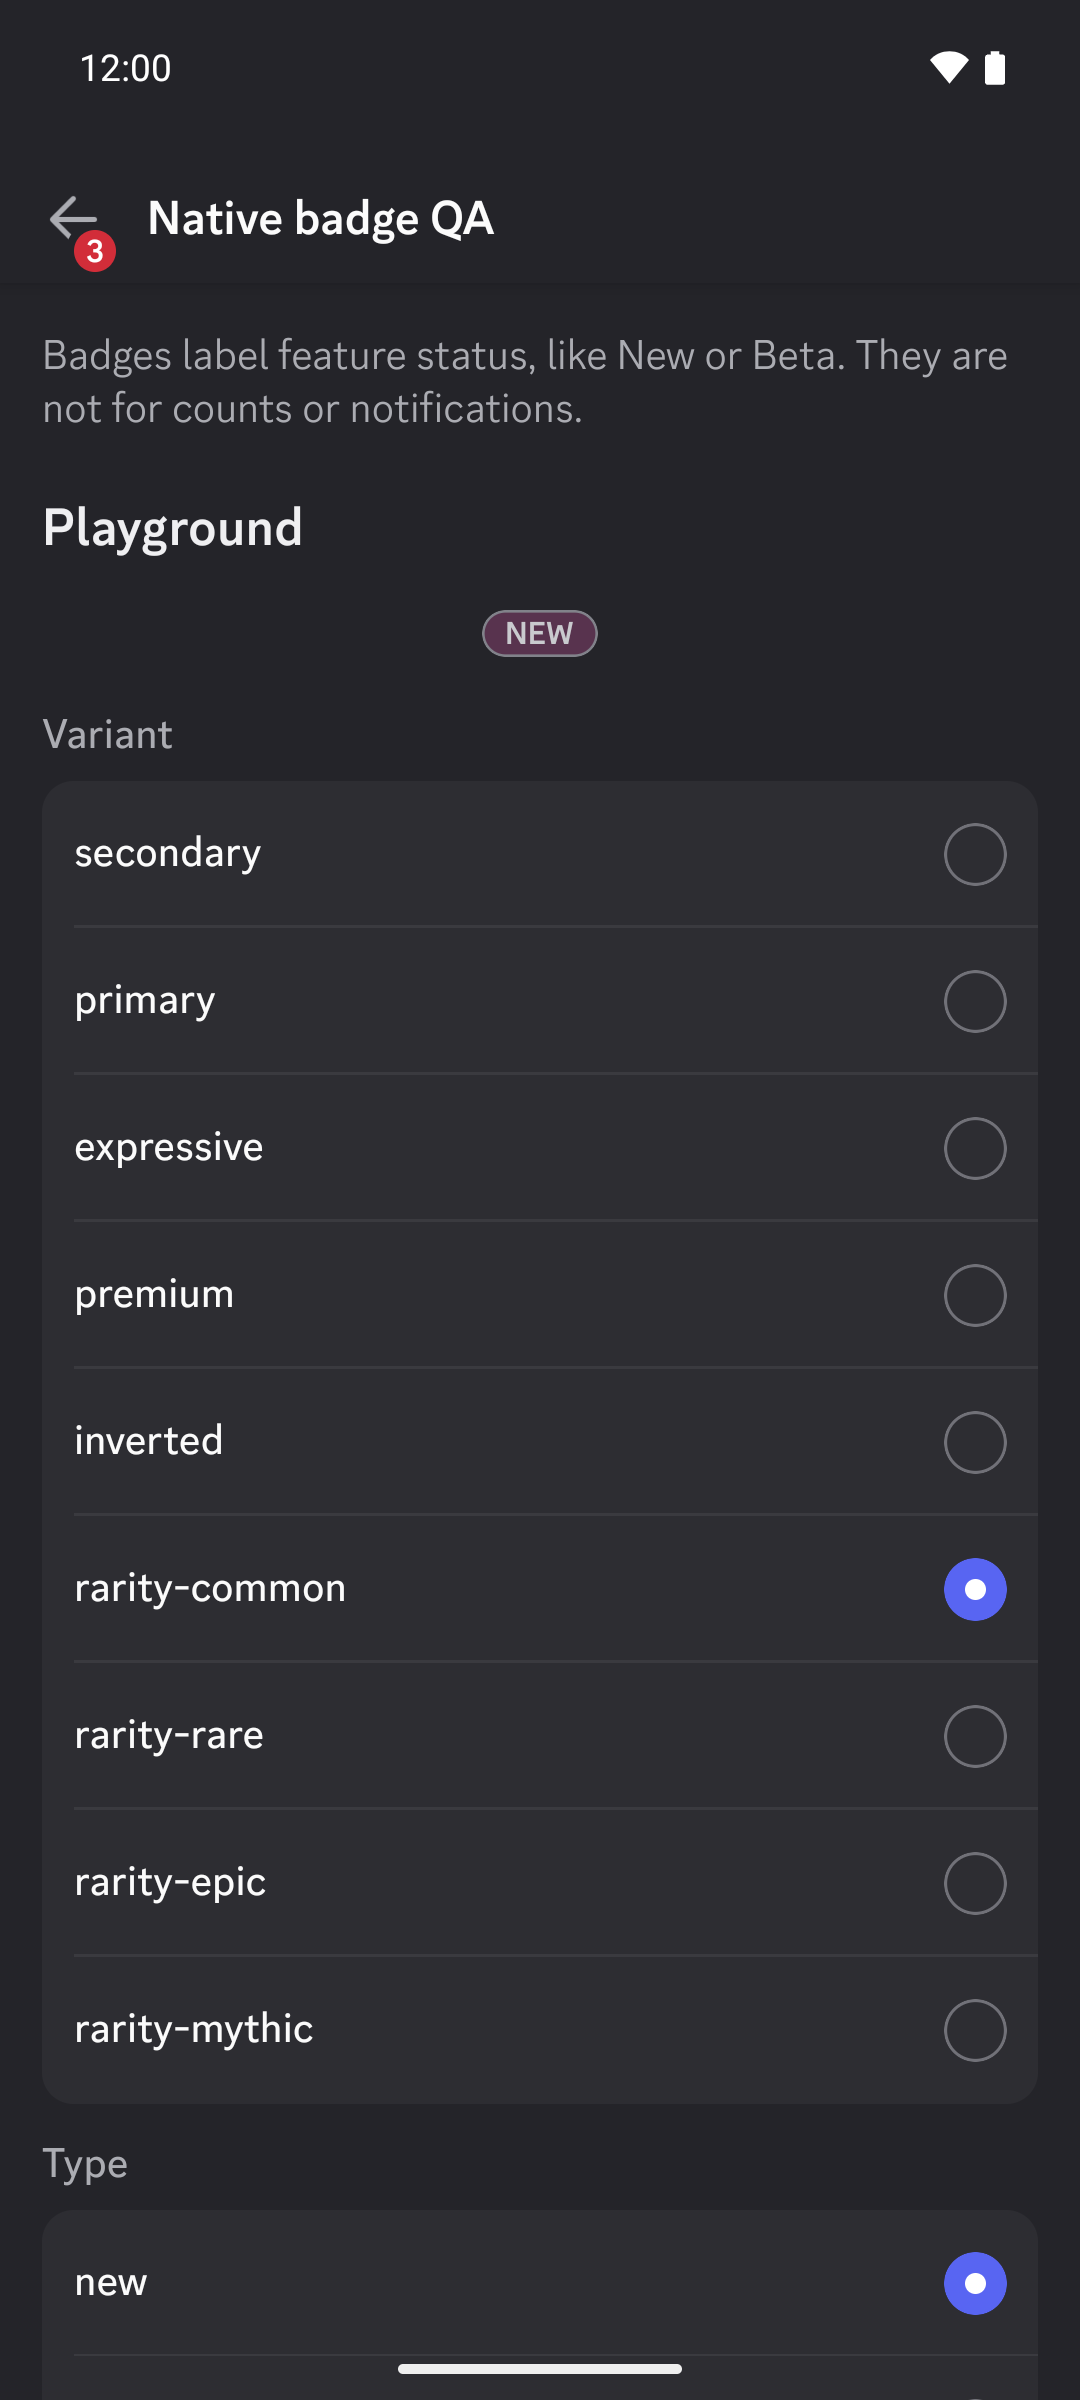 12:00
Native badge QA
3
Badges label feature status, like New or Beta. They are
not for counts or notifications.
Playground
NEW
Variant
secondary
primary
expressive
premium
inverted
rarity-common
rarity-rare
rarity-epic
rarity-mythic
Type
new